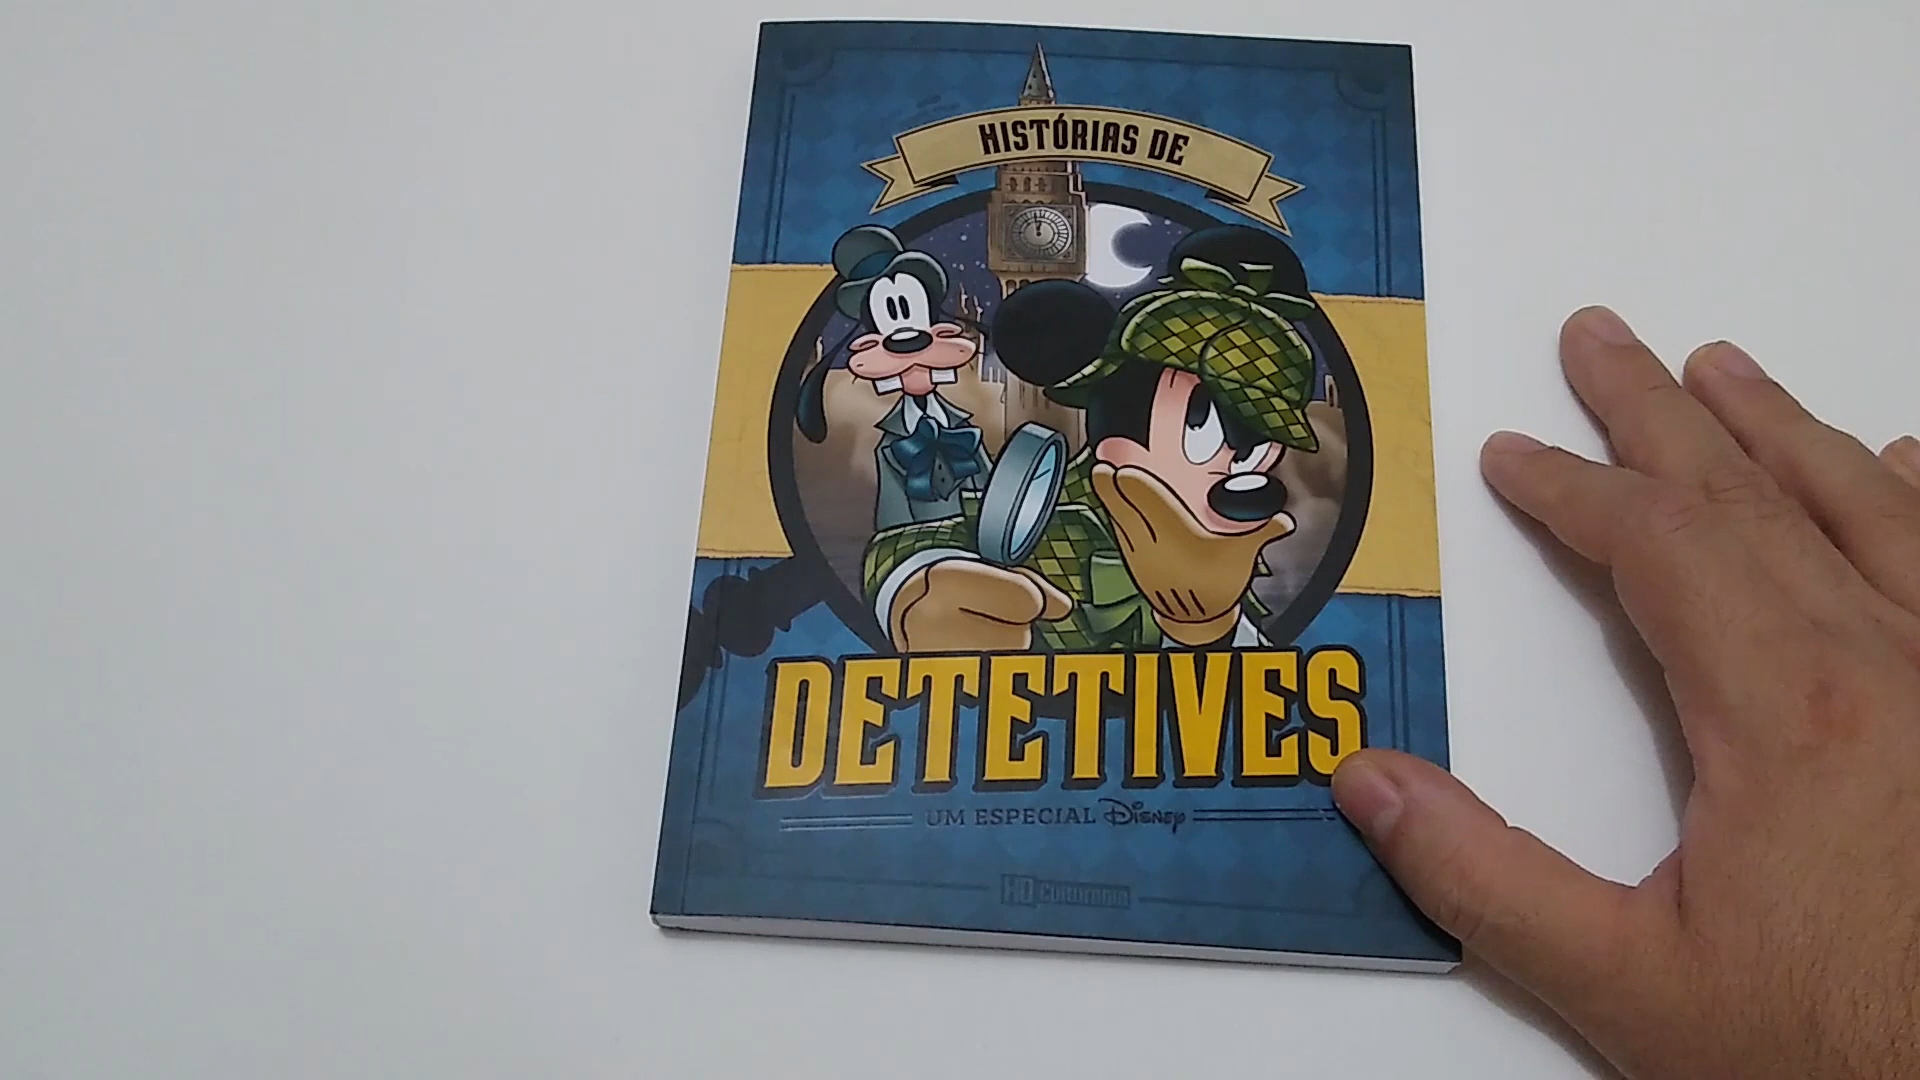 HISTÓRIAS DE
DETETIVES
UM ESPECIAL Disney
HQ CULTURAMA